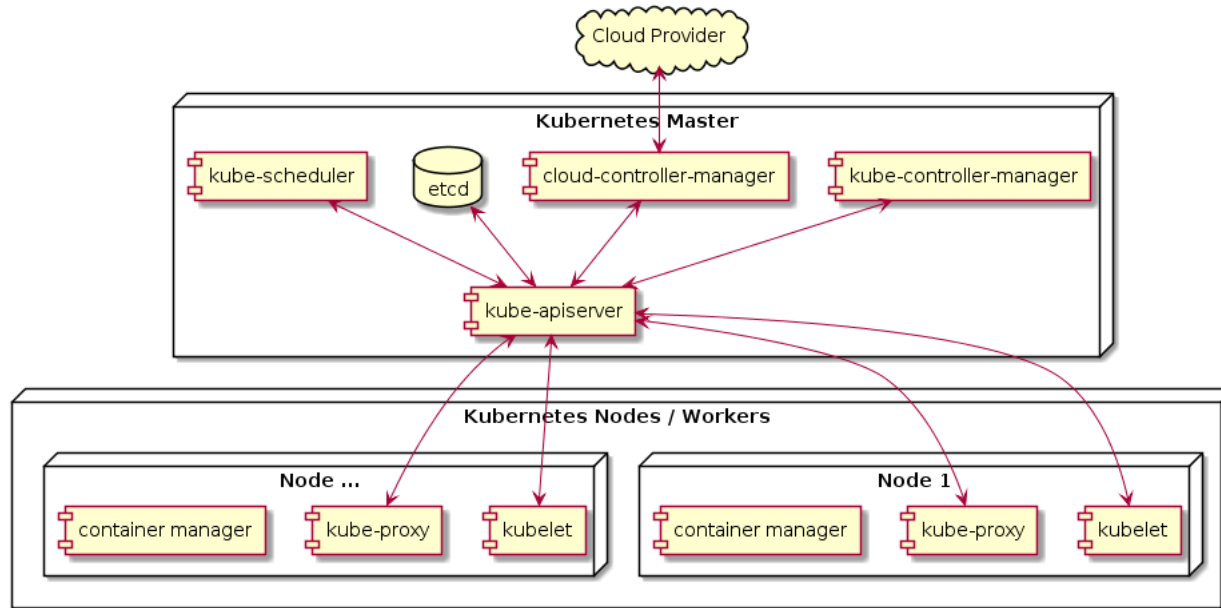 Cloud Provider
Kubernetes Master
kube-scheduler
etcd
cloud-controller-manager
kube-controller-manager
kube-apiserver
Kubernetes Nodes / Workers
Node ...
container manager
kube-proxy
kubelet
Node 1
container manager
kube-proxy
kubelet